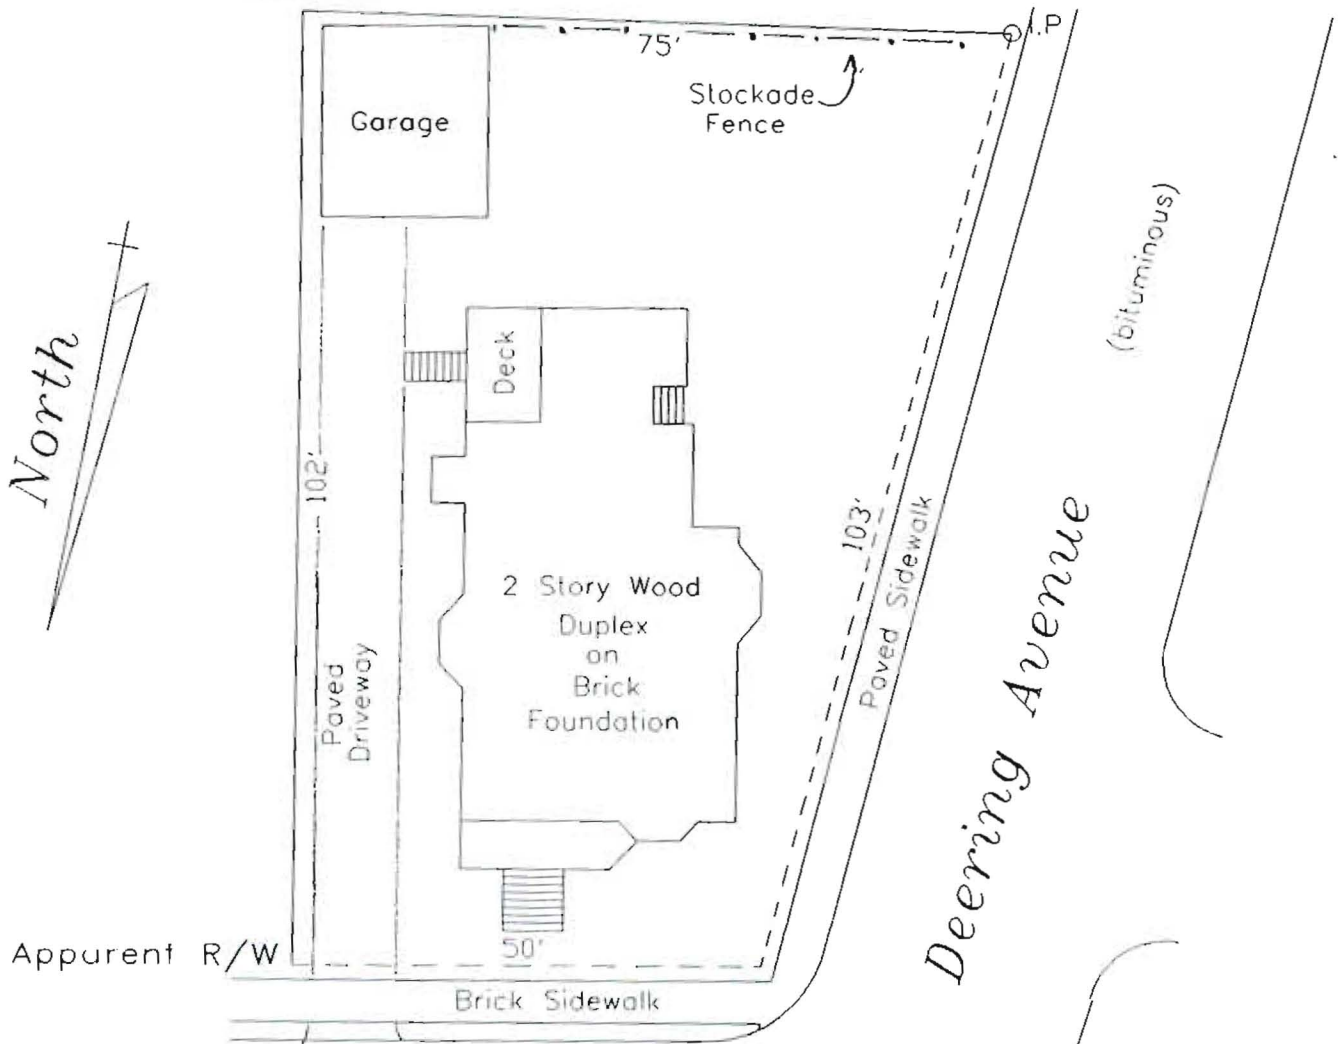 I.P
75'
Stockade
Fence
Garage
(bituminous)
North
Deck
102'
103'
Paved Sidewalk
2 Story Wood
Duplex
on
Brick
Foundation
Paved
Driveway
Deering Avenue
50'
Apparent R/W
Brick Sidewalk